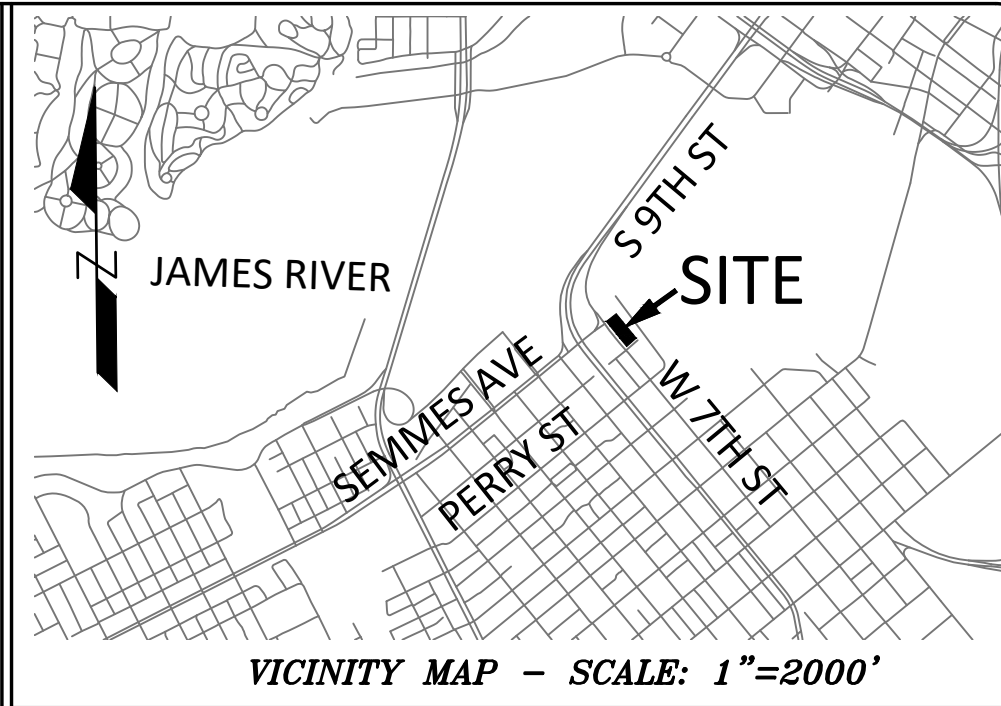 S 9TH ST
JAMES RIVER
SITE
SEMMES AVE
W 7TH ST
PERRY ST
N
VICINITY MAP – SCALE: 1"=2000'